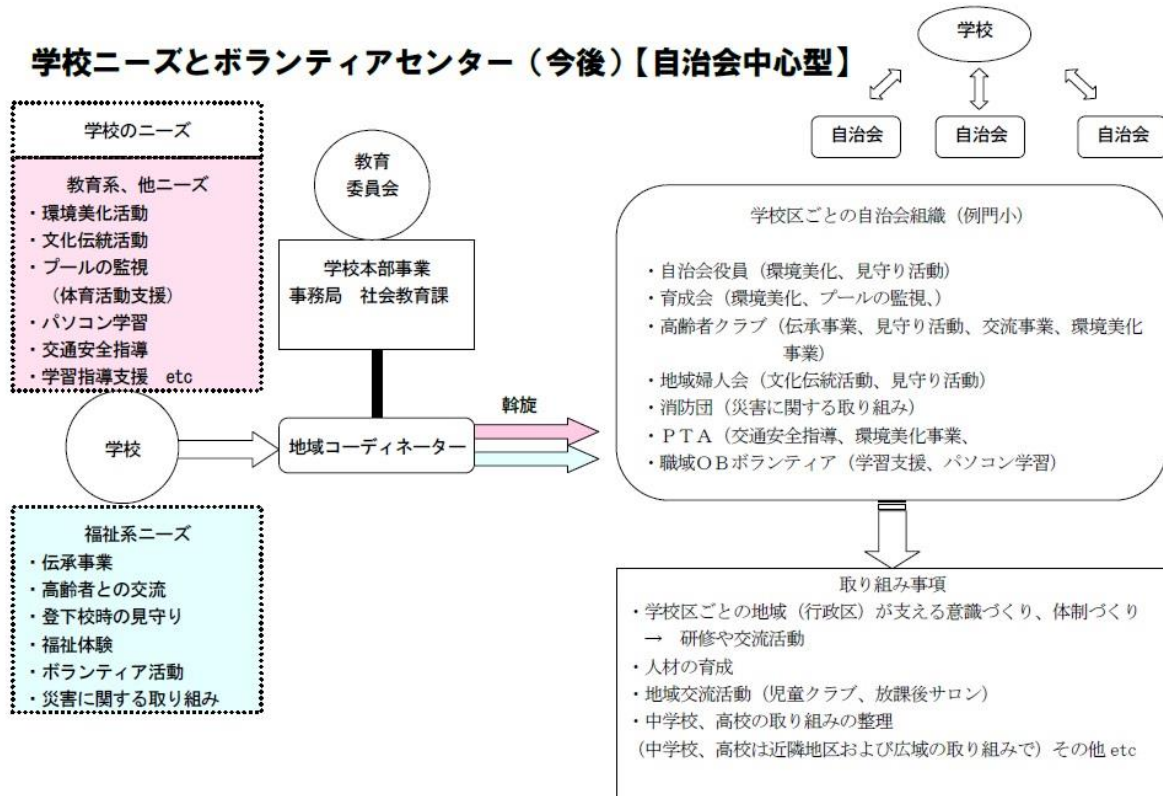 学校ニーズとボランティアセンター（今後）【自治会中心型】
学校
自治会
自治会
自治会
学校のニーズ
教育系、他ニーズ
・環境美化活動
・文化伝統活動
・プールの監視
（体育活動支援）
・パソコン学習
・交通安全指導
・学習指導支援　etc
学校
福祉系ニーズ
・伝承事業
・高齢者との交流
・登下校時の見守り
・福祉体験
・ボランティア活動
・災害に関する取り組み
教育
委員会
学校本部事業
事務局　社会教育課
地域コーディネーター
斡旋
学校区ごとの自治会組織（例門小）
・自治会役員（環境美化、見守り活動）
・育成会（環境美化、プールの監視、）
・高齢者クラブ（伝承事業、見守り活動、交流事業、環境美化
事業）
・地域婦人会（文化伝統活動、見守り活動）
・消防団（災害に関する取り組み）
・ＰＴＡ（交通安全指導、環境美化事業、
・職域ＯＢボランティア（学習支援、パソコン学習）
取り組み事項
・学校区ごとの地域（行政区）が支える意識づくり、体制づくり
→　研修や交流活動
・人材の育成
・地域交流活動（児童クラブ、放課後サロン）
・中学校、高校の取り組みの整理
（中学校、高校は近隣地区および広域の取り組みで）その他 etc